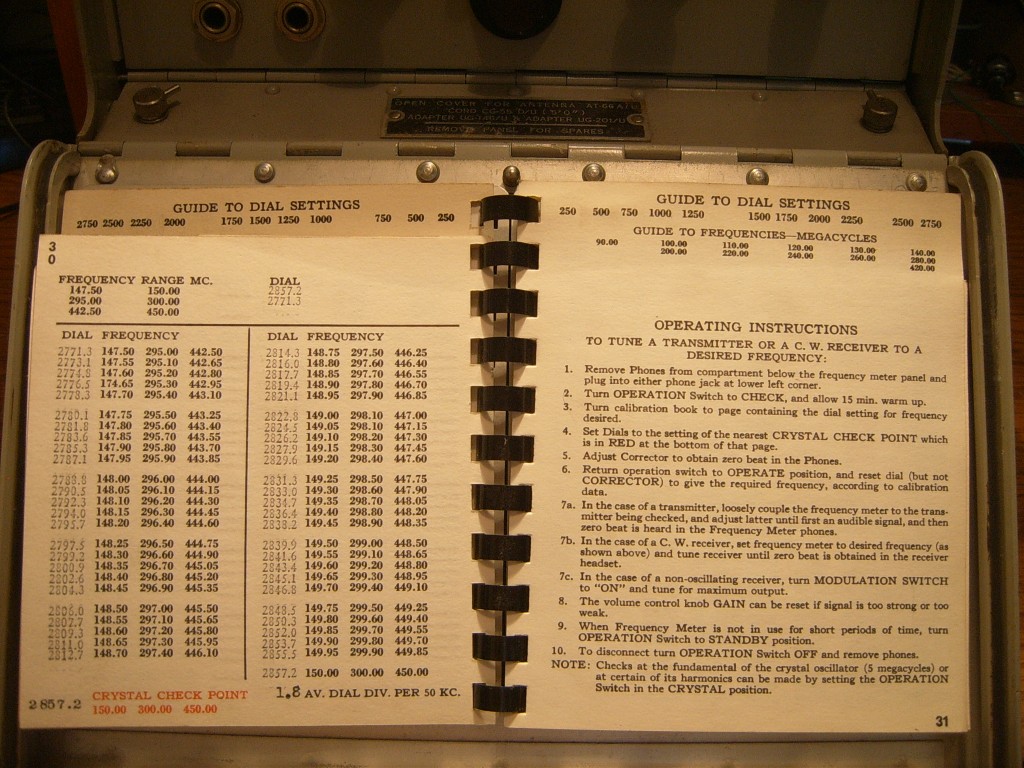 OPEN COVER FOR ANTENNA AT-68A/U
CORD CG-55 T/U (5'0")
ADAPTER & ADAPTER UG-201/U
REMOVE PANEL FOR SPARES
GUIDE TO DIAL SETTINGS
2750 2500 2250 2000 1750 1500 1250 1000 750 500 250
30
FREQUENCY RANGE MC. DIAL
147.50 150.00 2857.2
295.00 300.00 2771.3
442.50 450.00
DIAL FREQUENCY
2771.3 147.50 295.00 442.50
2773.1 147.55 295.10 442.65
2774.8 147.60 295.20 442.80
2776.5 174.65 295.30 442.95
2778.3 147.70 295.40 443.10
2780.1 147.75 295.50 443.25
2781.8 147.80 295.60 443.40
2783.6 147.85 295.70 443.55
2785.3 147.90 295.80 443.70
2787.1 147.95 295.90 443.85
2788.8 148.00 296.00 444.00
2790.5 148.05 296.10 444.15
2792.3 148.10 296.20 444.30
2794.0 148.15 296.30 444.45
2795.7 148.20 296.40 444.60
2797.5 148.25 296.50 444.75
2799.2 148.30 296.60 444.90
2800.9 148.35 296.70 445.05
2802.6 148.40 296.80 445.20
2804.3 148.45 296.90 445.35
2806.0 148.50 297.00 445.50
2807.7 148.55 297.10 445.65
2809.3 148.60 297.20 445.80
2811.0 148.65 297.30 445.95
2812.7 148.70 297.40 446.10
DIAL FREQUENCY
2814.3 148.75 297.50 446.25
2816.0 148.80 297.60 446.40
2817.7 148.85 297.70 446.55
2819.4 148.90 297.80 446.70
2821.1 148.95 297.90 446.85
2822.8 149.00 298.00 447.00
2824.5 149.05 298.10 447.15
2826.2 149.10 298.20 447.30
2827.9 149.15 298.30 447.45
2829.6 149.20 298.40 447.60
2831.3 149.25 298.50 447.75
2833.0 149.30 298.60 447.90
2834.7 149.35 298.70 448.05
2836.4 149.40 298.80 448.20
2838.2 149.45 298.90 448.35
2839.9 149.50 299.00 448.50
2841.6 149.55 299.10 448.65
2843.4 149.60 299.20 448.80
2845.1 149.65 299.30 448.95
2846.8 149.70 299.40 449.10
2848.5 149.75 299.50 449.25
2850.3 149.80 299.60 449.40
2852.0 149.85 299.70 449.55
2853.7 149.90 299.80 449.70
2855.5 149.95 299.90 449.85
2857.2 150.00 300.00 450.00
2857.2 CRYSTAL CHECK POINT 1.8 AV. DIAL DIV. PER 50 KC.
150.00 300.00 450.00
GUIDE TO DIAL SETTINGS
250 500 750 1000 1250 1500 1750 2000 2250 2500 2750
GUIDE TO FREQUENCIES—MEGACYCLES
90.00 100.00 110.00 120.00 130.00 140.00
200.00 220.00 240.00 260.00 280.00
420.00
OPERATING INSTRUCTIONS
TO TUNE A TRANSMITTER OR A C. W. RECEIVER TO A
DESIRED FREQUENCY:
1. Remove Phones from compartment below the frequency meter panel and
plug into either phone jack at lower left corner.
2. Turn OPERATION Switch to CHECK, and allow 15 min. warm up.
3. Turn calibration book to page containing the dial setting for frequency
desired.
4. Set Dials to the setting of the nearest CRYSTAL CHECK POINT which
is in RED at the bottom of that page.
5. Adjust Corrector to obtain zero beat in the Phones.
6. Return operation switch to OPERATE position, and reset dial (but not
CORRECTOR) to give the required frequency, according to calibration
data.
7a. In the case of a transmitter, loosely couple the frequency meter to the trans-
mitter being checked, and adjust latter until first an audible signal, and then
zero beat is heard in the Frequency Meter phones.
7b. In the case of a C. W. receiver, set frequency meter to desired frequency (as
shown above) and tune receiver until zero beat is obtained in the receiver
headset.
7c. In the case of a non-oscillating receiver, turn MODULATION SWITCH
to "ON" and tune for maximum output.
8. The volume control knob GAIN can be reset if signal is too strong or too
weak.
9. When Frequency Meter is not in use for short periods of time, turn
OPERATION Switch to STANDBY position.
10. To disconnect turn OPERATION Switch OFF and remove phones.
NOTE: Checks at the fundamental of the crystal oscillator (5 megacycles) or
at certain of its harmonics can be made by setting the OPERATION
Switch in the CRYSTAL position.
31